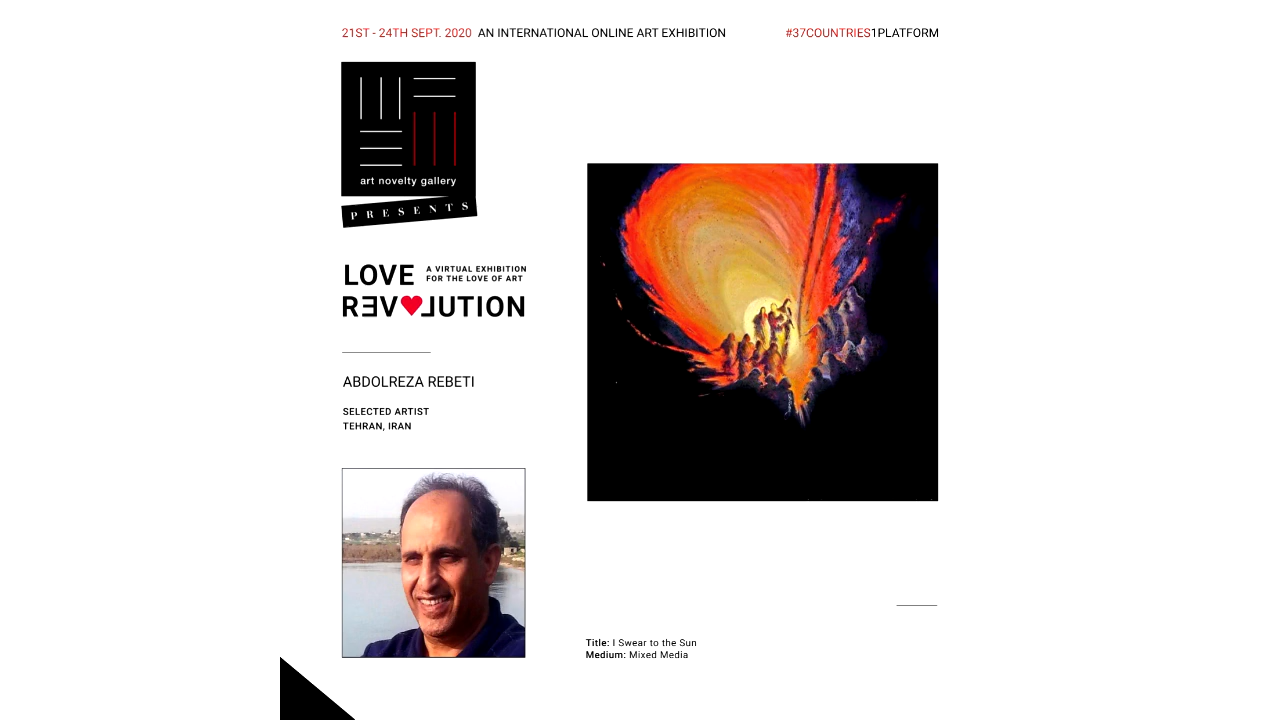 21ST - 24TH SEPT. 2020 AN INTERNATIONAL ONLINE ART EXHIBITION
#37COUNTRIES1PLATFORM
art novelty gallery
PRESENTS
LOVE
A VIRTUAL EXHIBITION
FOR THE LOVE OF ART
REVOLUTION
ABDOLREZA REBETI
SELECTED ARTIST
TEHRAN, IRAN
Title: I Swear to the Sun
Medium: Mixed Media